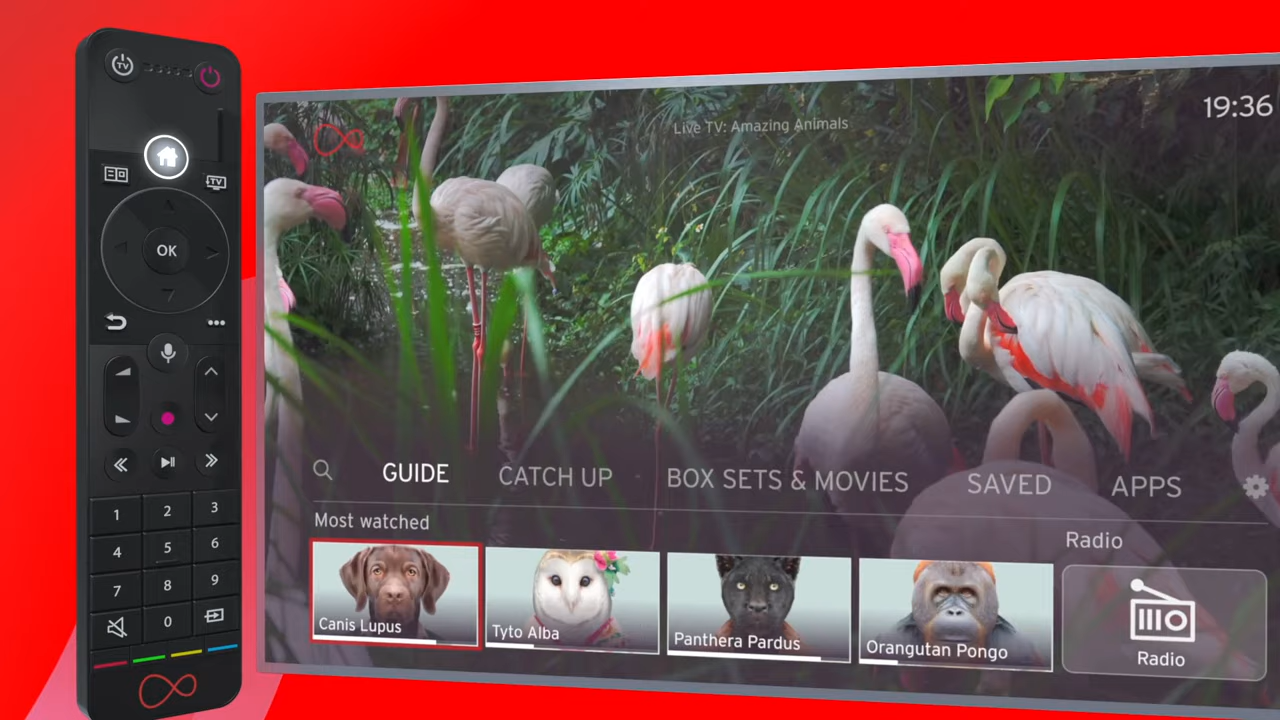 TV
TV
OK
1 2 3
4 5 6
7 8 9
0
Live TV: Amazing Animals
19:36
GUIDE CATCH UP BOX SETS & MOVIES SAVED APPS
Most watched
Radio
Canis Lupus
Tyto Alba
Panthera Pardus
Orangutan Pongo
Radio